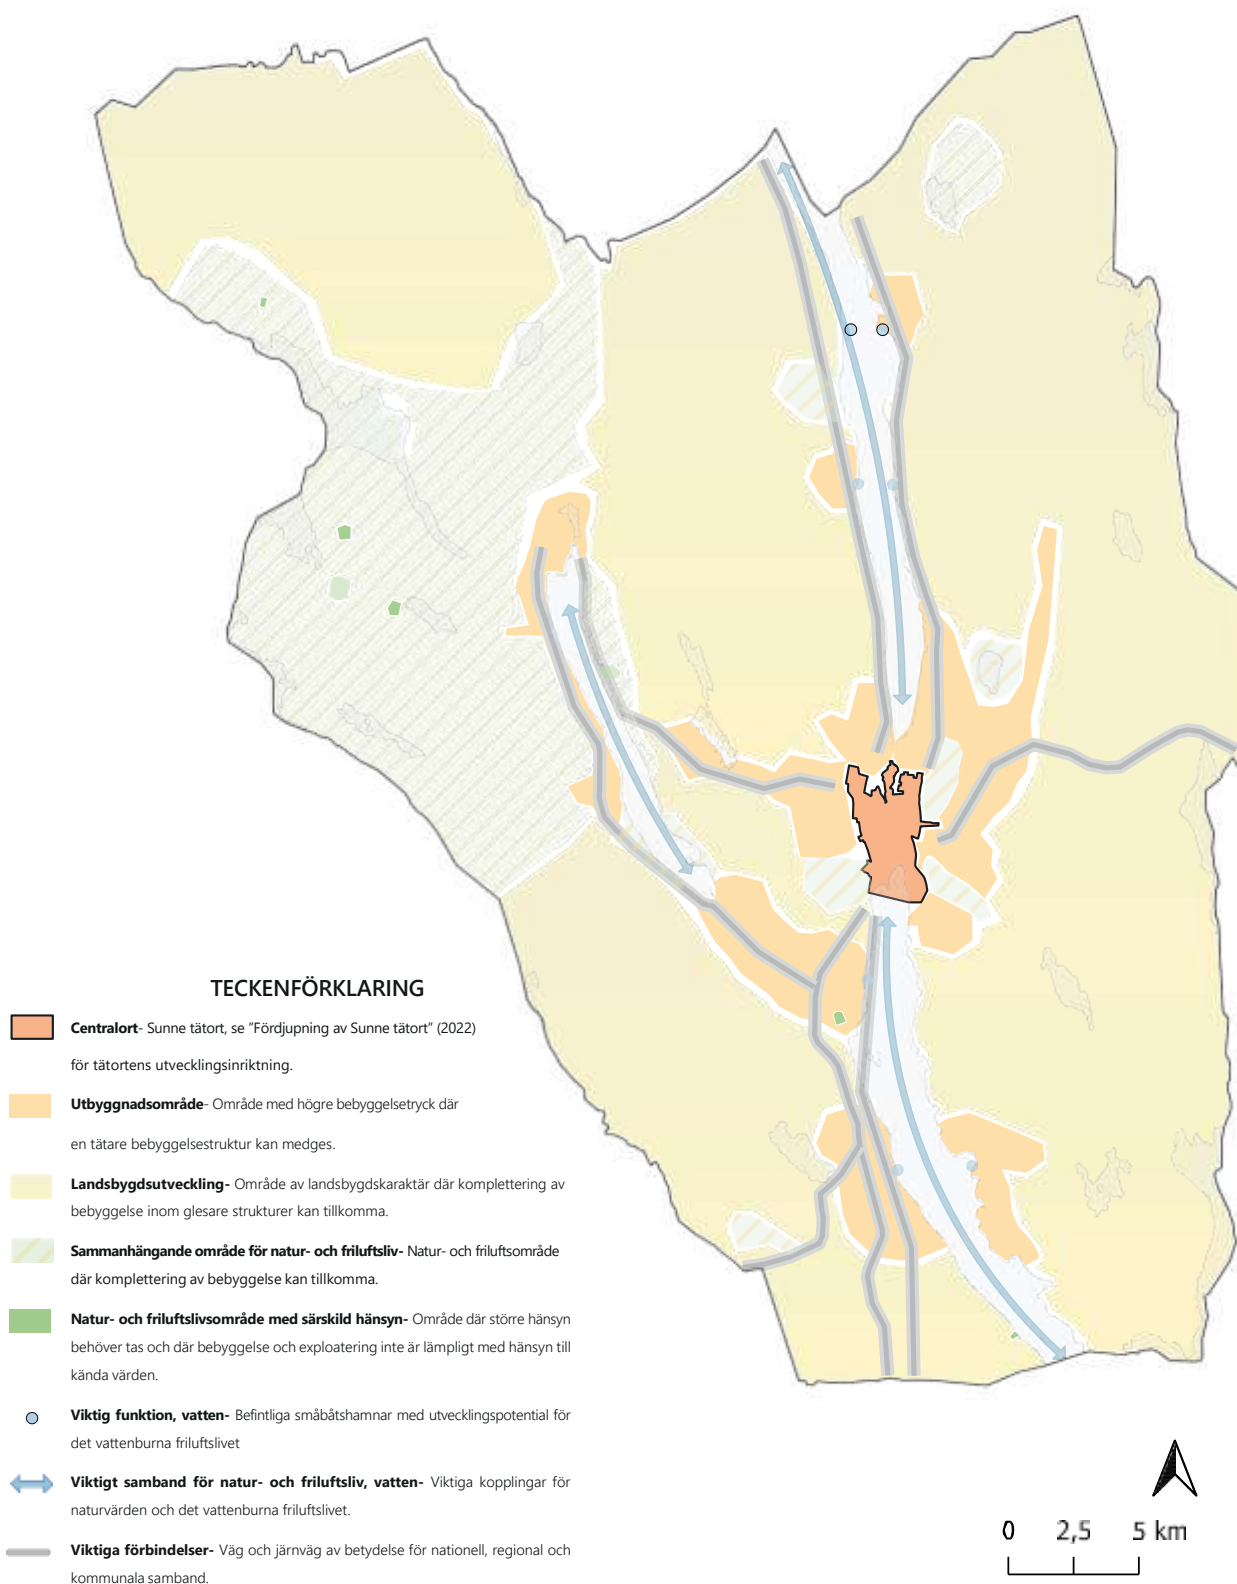 TECKENFÖRKLARING
Centralort- Sunne tätort, se ”Fördjupning av Sunne tätort” (2022)
för tätortens utvecklingsinriktning.
Utbyggnadsområde- Område med högre bebyggelsetryck där
en tätare bebyggelsestruktur kan medges.
Landsbygdsutveckling- Område av landsbygdskaraktär där komplettering av
bebyggelse inom glesare strukturer kan tillkomma.
Sammanhängande område för natur- och friluftsliv- Natur- och friluftsområde
där komplettering av bebyggelse kan tillkomma.
Natur- och friluftslivsområde med särskild hänsyn- Område där större hänsyn
behöver tas och där bebyggelse och exploatering inte är lämpligt med hänsyn till
kända värden.
Viktig funktion, vatten- Befintliga småbåtshamnar med utvecklingspotential för
det vattenburna friluftslivet
Viktigt samband för natur- och friluftsliv, vatten- Viktiga kopplingar för
naturvärden och det vattenburna friluftslivet.
Viktiga förbindelser- Väg och järnväg av betydelse för nationell, regional och
kommunala samband.
0 2,5 5 km